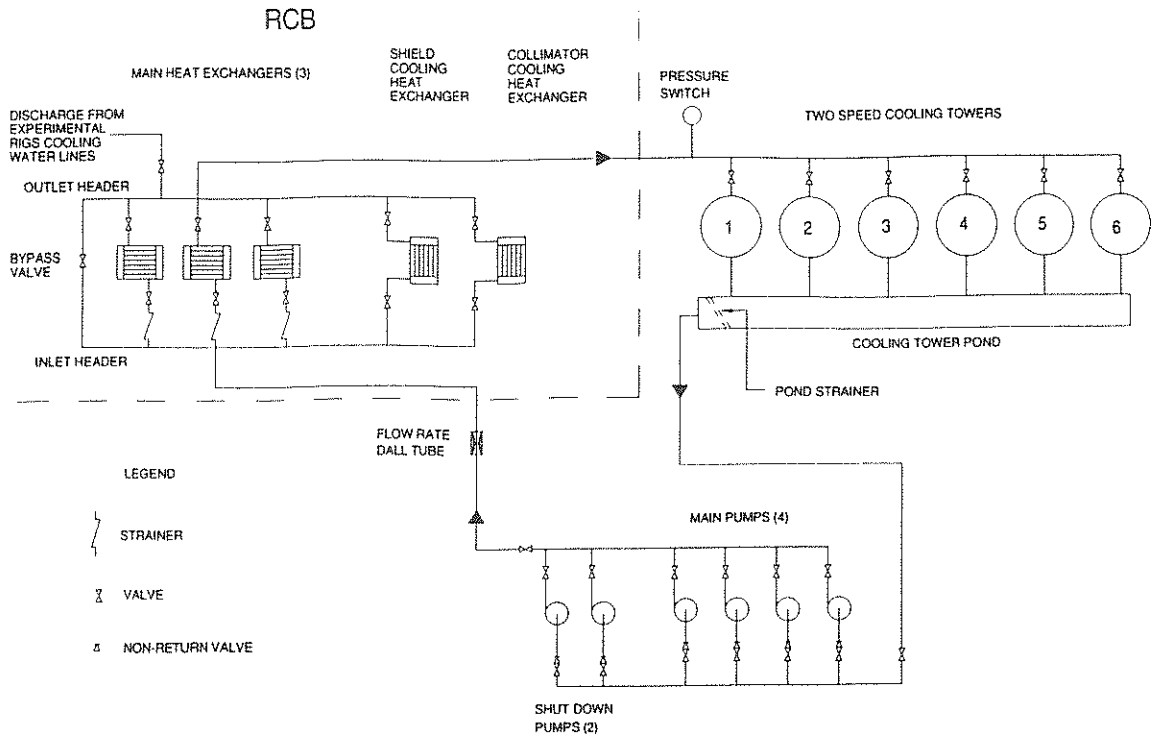 RCB
MAIN HEAT EXCHANGERS (3)
SHIELD
COOLING
HEAT
EXCHANGER
COLLIMATOR
COOLING
HEAT
EXCHANGER
PRESSURE
SWITCH
TWO SPEED COOLING TOWERS
DISCHARGE FROM
EXPERIMENTAL
RIGS COOLING
WATER LINES
OUTLET HEADER
1
2
3
4
5
6
BYPASS
VALVE
INLET HEADER
COOLING TOWER POND
POND STRAINER
FLOW RATE
DALL TUBE
LEGEND
STRAINER
VALVE
NON-RETURN VALVE
MAIN PUMPS (4)
SHUT DOWN
PUMPS (2)